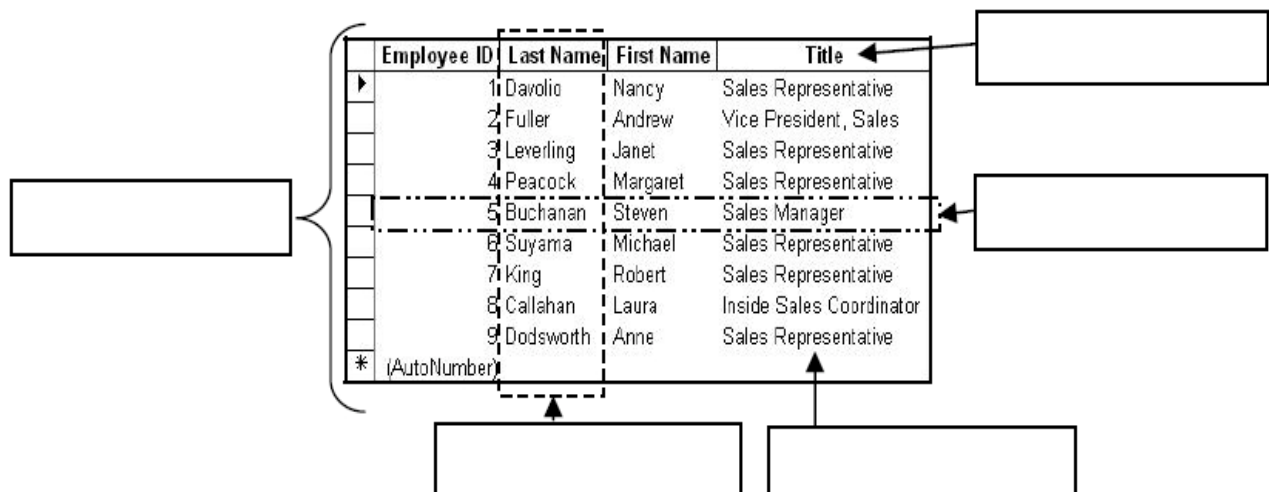 Employee ID Last Name First Name Title
1 Davolio Nancy Sales Representative
2 Fuller Andrew Vice President, Sales
3 Leverling Janet Sales Representative
4 Peacock Margaret Sales Representative
5 Buchanan Steven Sales Manager
6 Suyama Michael Sales Representative
7 King Robert Sales Representative
8 Callahan Laura Inside Sales Coordinator
9 Dodsworth Anne Sales Representative
* (AutoNumber)